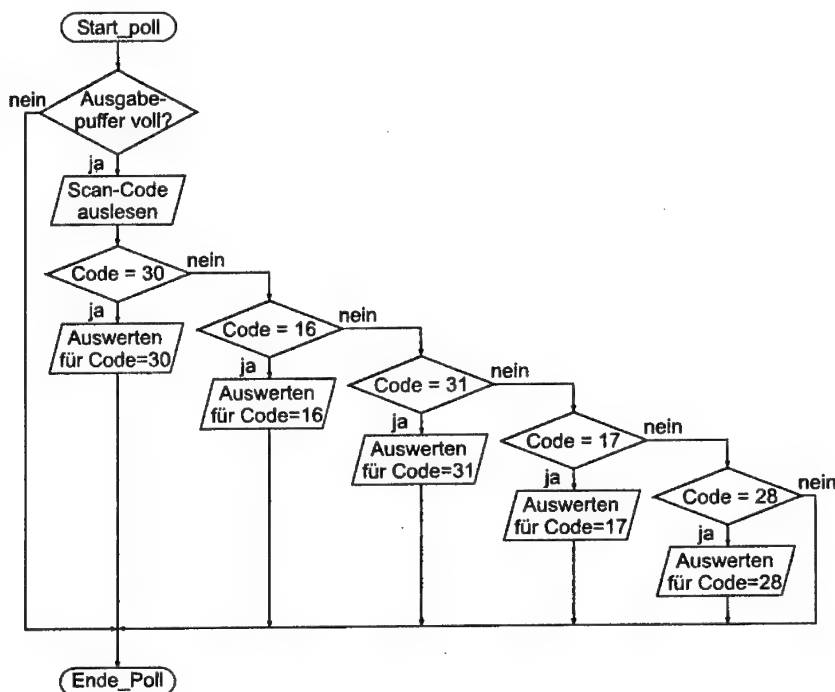 Start_poll
nein
Ausgabe-
puffer voll?
ja
Scan-Code
auslesen
Code = 30
nein
ja
Auswerten
für Code=30
Code = 16
nein
ja
Auswerten
für Code=16
Code = 31
nein
ja
Auswerten
für Code=31
Code = 17
nein
ja
Auswerten
für Code=17
Code = 28
nein
ja
Auswerten
für Code=28
Ende_Poll